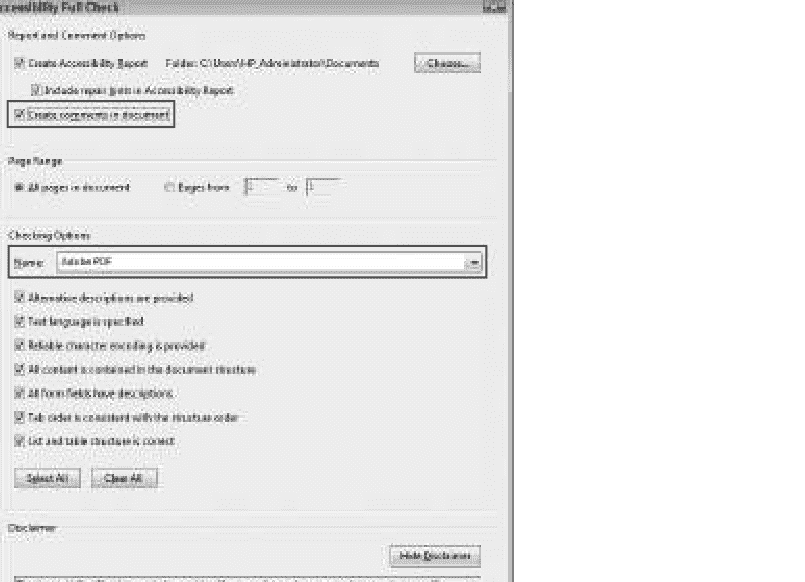 Accessibility Full Check
Report and Comment Options
Create Accessibility Report Folder: C:\Users\HP_Administrator\Documents Choose...
Include repair hints in Accessibility Report
Create comments in document
Page Range
All pages in document Pages from 1 to 1
Checking Options
Name: Adobe PDF
Alternative descriptions are provided
Text language is specified
Reliable character encoding is provided
All content is contained in the document structure
All form fields have descriptions
Tab order is consistent with the structure order
List and table structure is correct
Select All Clear All
Disclaimer
Hide Disclaimer